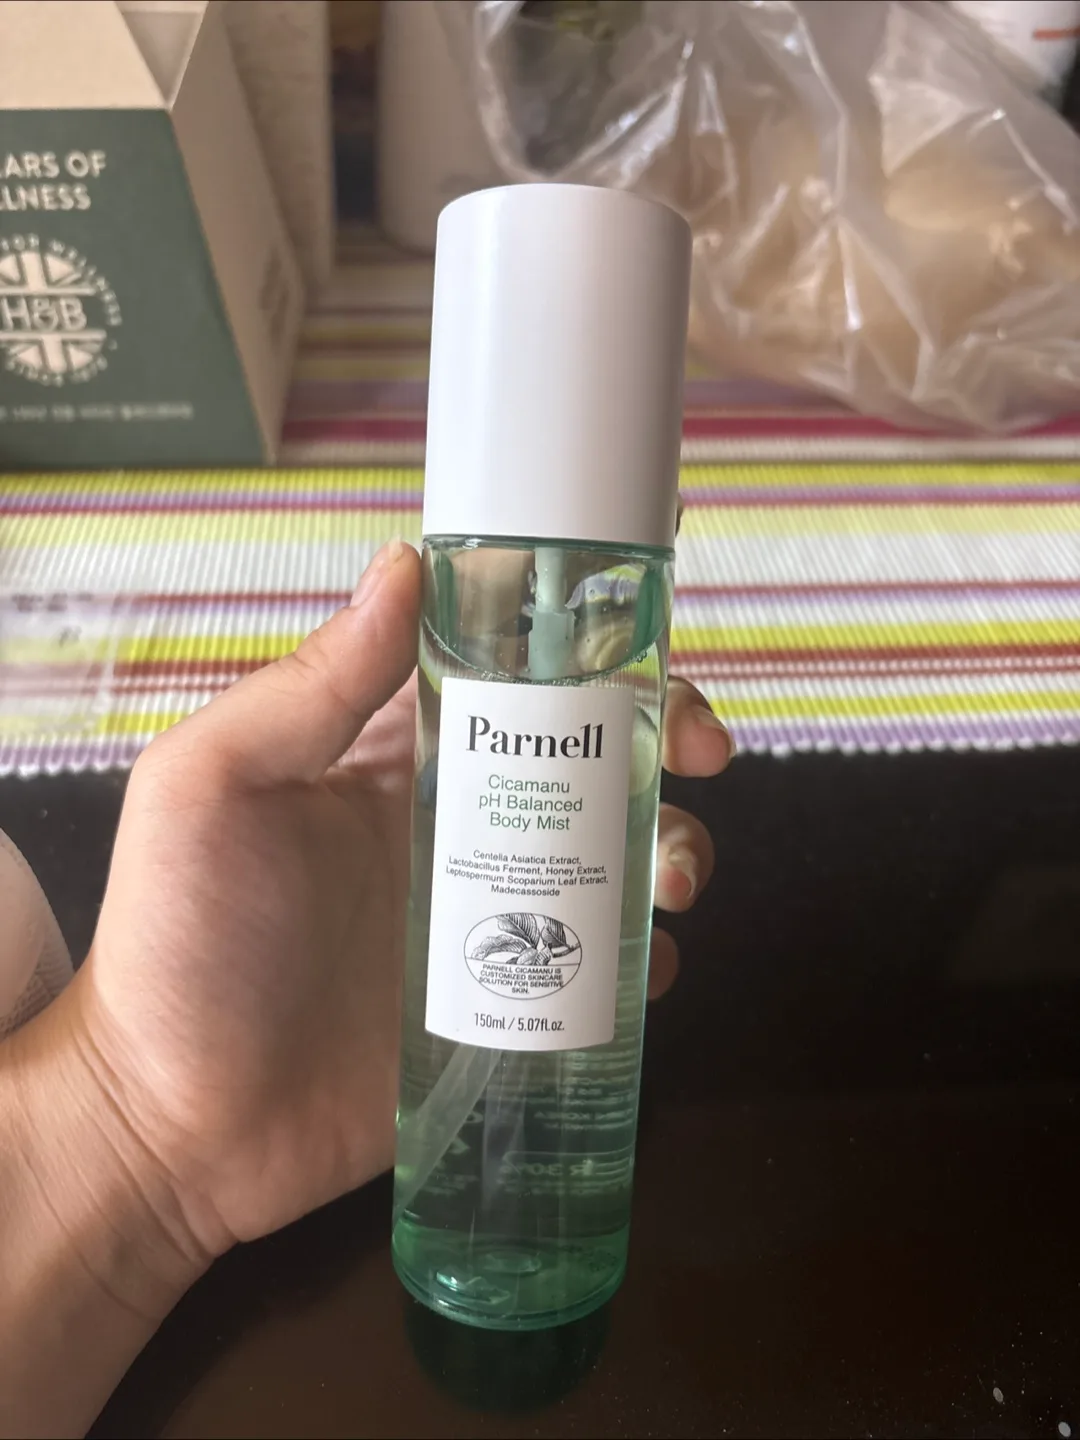 LARS OF
LLNESS
H&B
Parnell
Cicamanu
pH Balanced
Body Mist
Centella Asiatica Extract,
Lactobacillus Ferment, Honey Extract,
Leptospermum Scoparium Leaf Extract,
Madecassoside
PARNELL CICAMANU IS
CUSTOMIZED SKINCARE
SOLUTION FOR SENSITIVE
SKIN.
150ml / 5.07fl.oz.